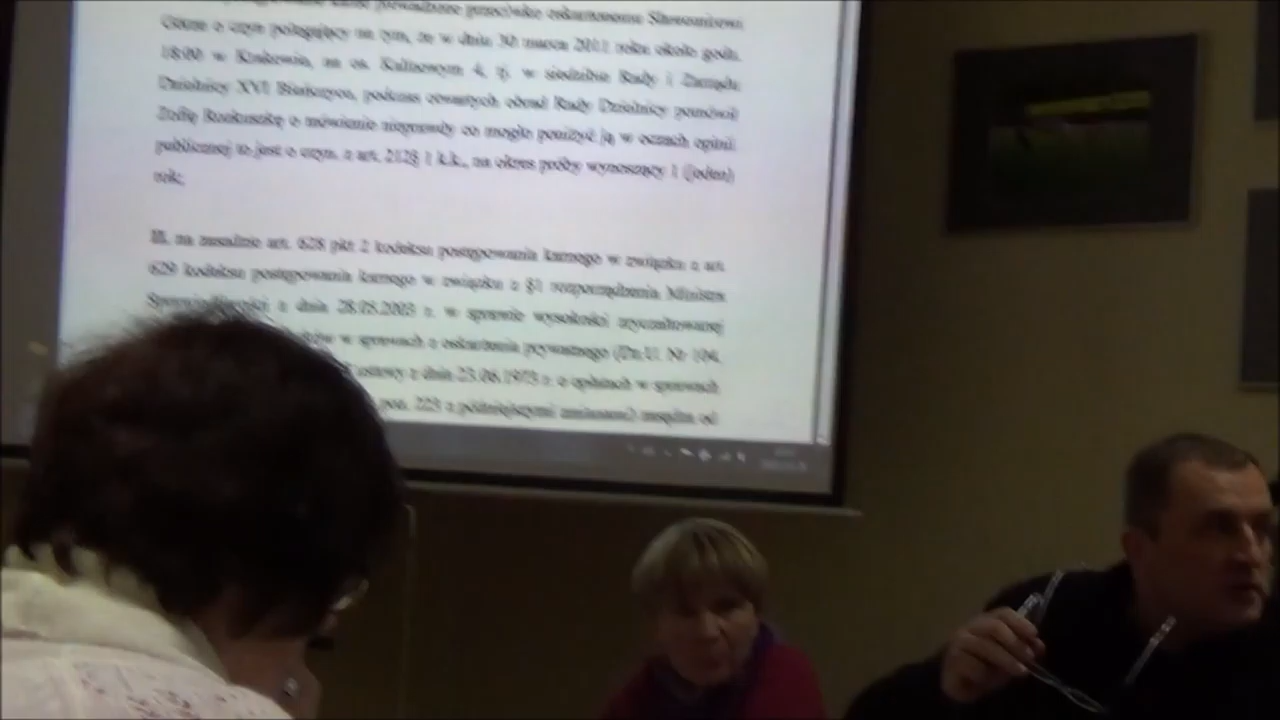 postępowanie karne prowadzone przeciwko oskarżonemu
o czyn polegający na tym, że w dniu 30 marca 2011 roku około godz.
18:00 w Krakowie, na os. Kalinowym 4, tj. w siedzibie Rady i Zarządu
Dzielnicy XVI Bieńczyce, podczas otwartych obrad Rady Dzielnicy pomówił
Zofię o mówienie nieprawdy co mogło poniżyć ją w oczach opinii
publicznej to jest o czyn. z art. 212§ 1 k.k., na okres próby wynoszący 1 (jeden)
rok;
III. na zasadzie art. 628 pkt 2 kodeksu postępowania karnego w związku z art.
629 kodeksu postępowania karnego w związku z §1 rozporządzenia Ministra
Sprawiedliwości z dnia 28.05.2003 r. w sprawie wysokości zryczałtowanej
w sprawach z oskarżenia prywatnego (Dz.U. Nr 104,
ustawy z dnia 23.06.1973 r. o opłatach w sprawach
poz. 223 z późniejszymi zmianami) zasądza od